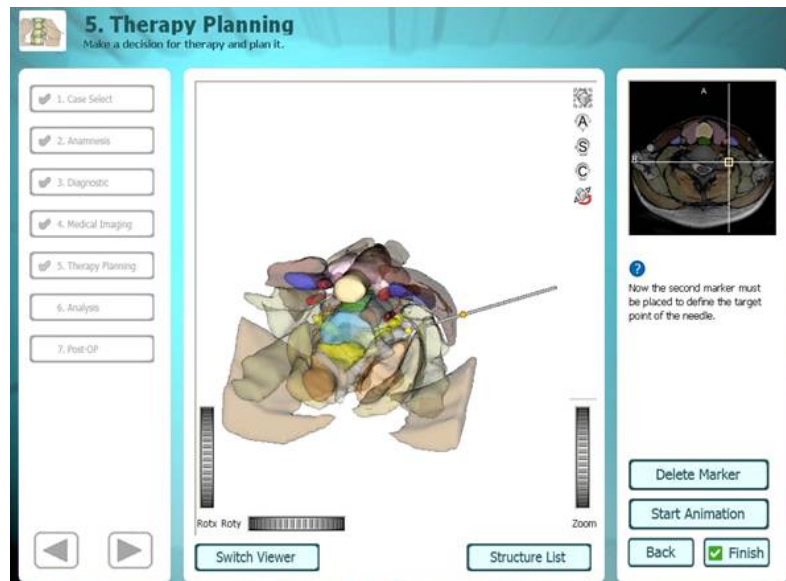 5. Therapy Planning
Make a decision for therapy and plan it.
1. Case Select
2. Anamnesis
3. Diagnostic
4. Medical Imaging
5. Therapy Planning
6. Analysis
7. Post-OP
A
S
C
Rotx Roty
Zoom
Switch Viewer
Structure List
A
R
Now the second marker must
be placed to define the target
point of the needle.
Delete Marker
Start Animation
Back
Finish